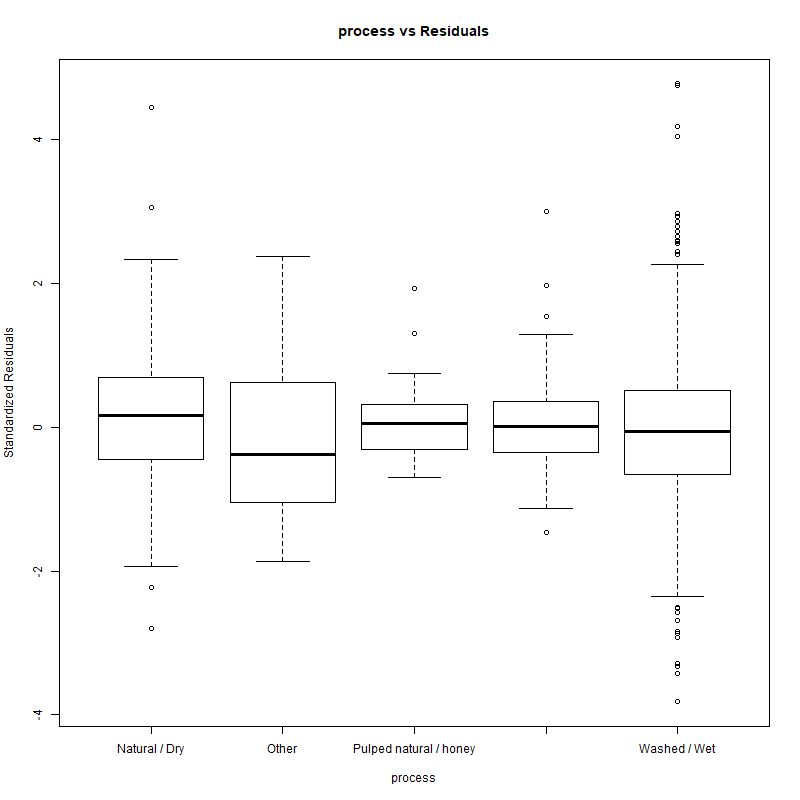 process vs Residuals
Standardized Residuals
4
2
0
-2
-4
Natural / Dry
Other
Pulped natural / honey
Washed / Wet
process